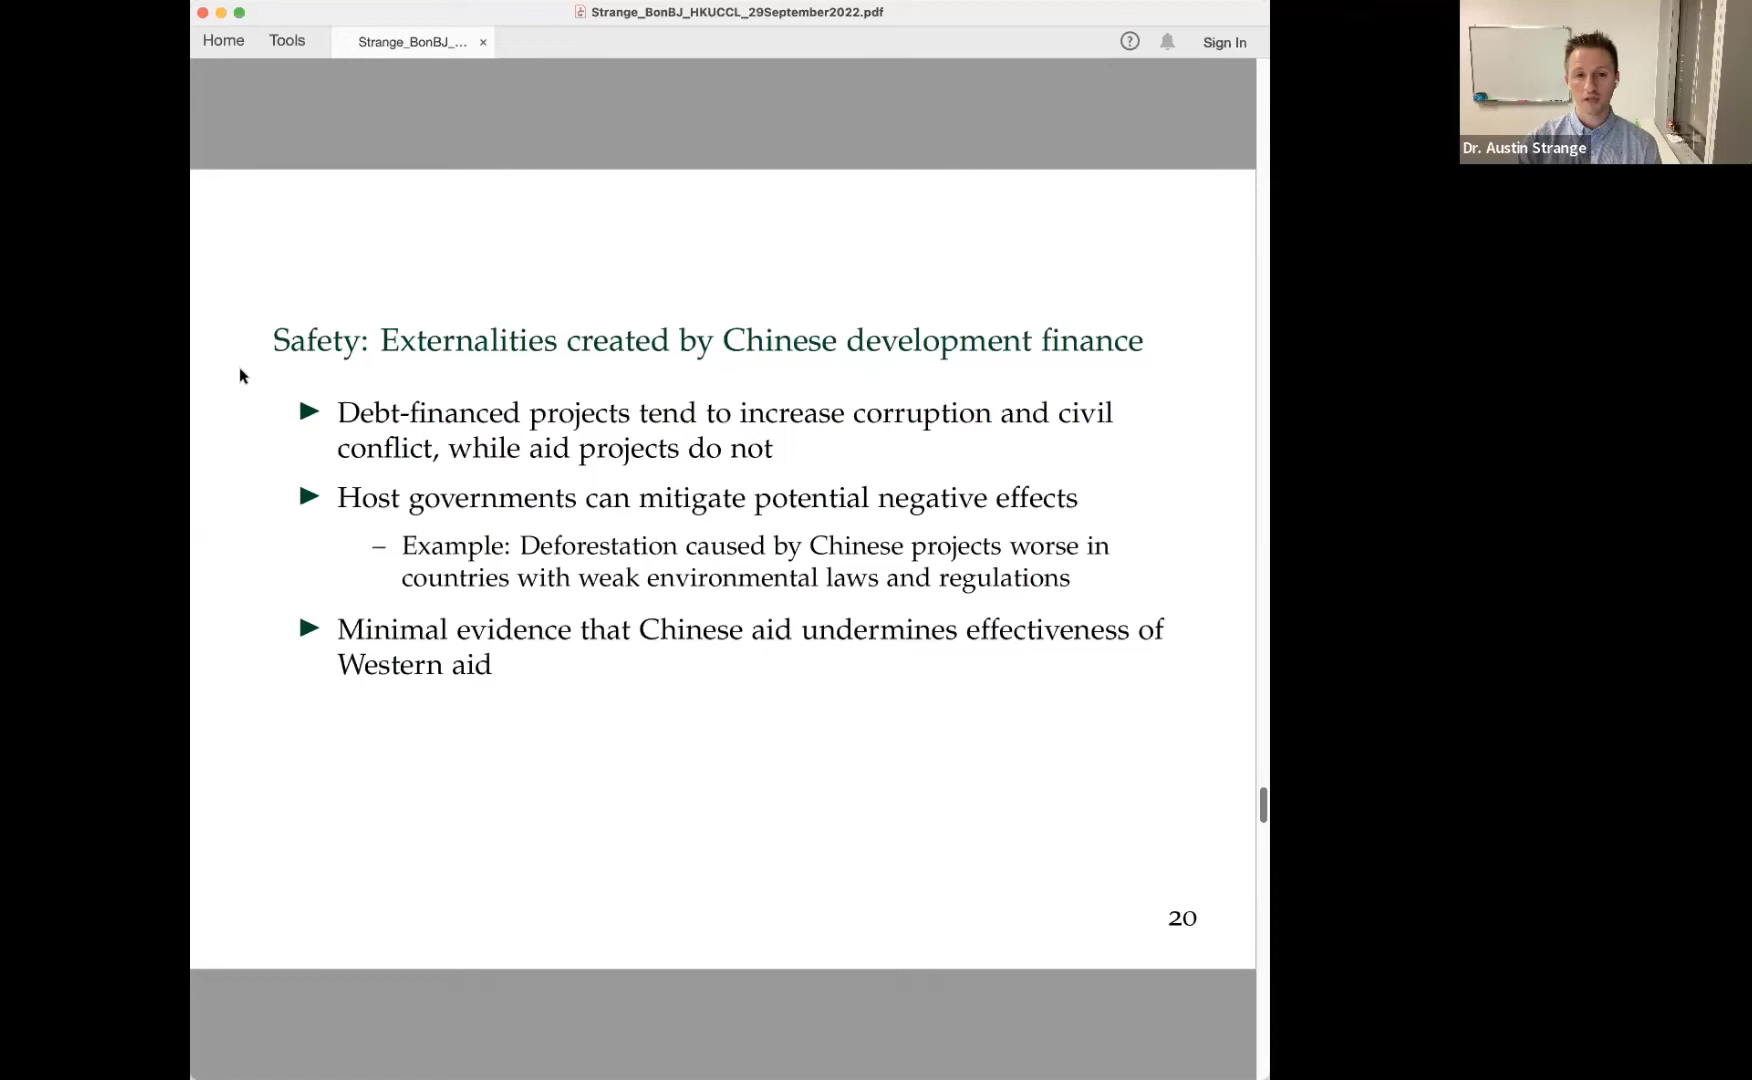 Strange_BonBJ_HKUCCL_29September2022.pdf
Home Tools Strange_BonBJ_... × ? Sign In
Dr. Austin Strange
Safety: Externalities created by Chinese development finance
▶ Debt-financed projects tend to increase corruption and civil
conflict, while aid projects do not
▶ Host governments can mitigate potential negative effects
– Example: Deforestation caused by Chinese projects worse in
countries with weak environmental laws and regulations
▶ Minimal evidence that Chinese aid undermines effectiveness of
Western aid
20